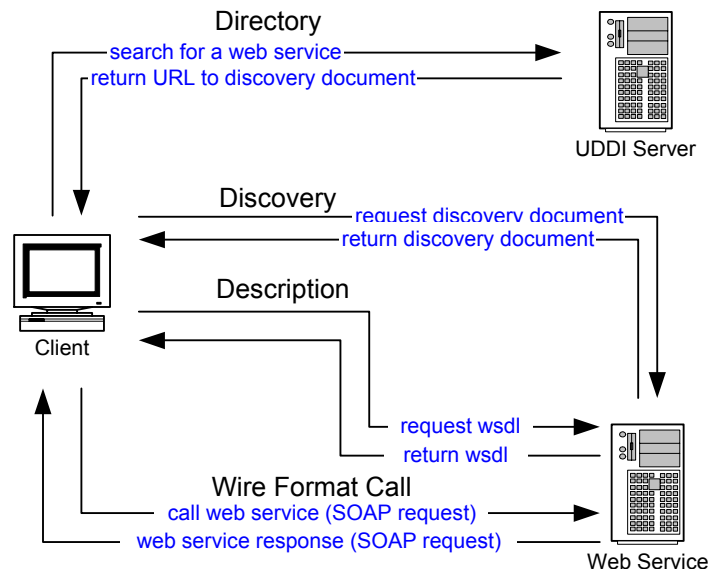 Directory
search for a web service
return URL to discovery document
UDDI Server
Discovery
request discovery document
return discovery document
Description
Client
request wsdl
return wsdl
Wire Format Call
call web service (SOAP request)
web service response (SOAP request)
Web Service